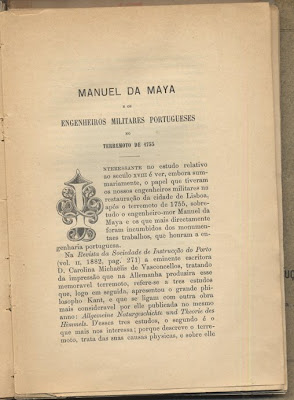 MANUEL DA MAYA
E OS
ENGENHEIROS MILITARES PORTUGUESES
NO
TERREMOTO DE 1755
INTERESSANTE no estudo relativo
ao seculo XVIII é ver, embora sum-
mariamente, o papel que tiveram
os nossos engenheiros militares na
restauração da cidade de Lisboa,
após o terremoto de 1755, sobre-
tudo o engenheiro-mor Manuel da
Maya e os que mais directamente
foram incumbidos dos monumen-
taes trabalhos, que honram a en-
genharia portuguesa.
Na Revista da Sociedade de Instrucção do Porto
(vol. II, 1882, pag. 271) a eminente escritora
D. Carolina Michaëlis de Vasconcellos, tratando
da impressão que na Allemanha produzira esse
memoravel terremoto, refere-se a tres estudos
que, logo em seguida, apresentou o grande phi-
losopho Kant, e que se ligam com outra obra
mais consideravel por elle publicada no mesmo
anno: Allgemeine Naturgeschichte und Theorie des
Himmels. D'esses tres estudos, o segundo é o
que mais nos interessa; porque descreve o terre-
moto, trata das suas causas physicas, e sobre elle